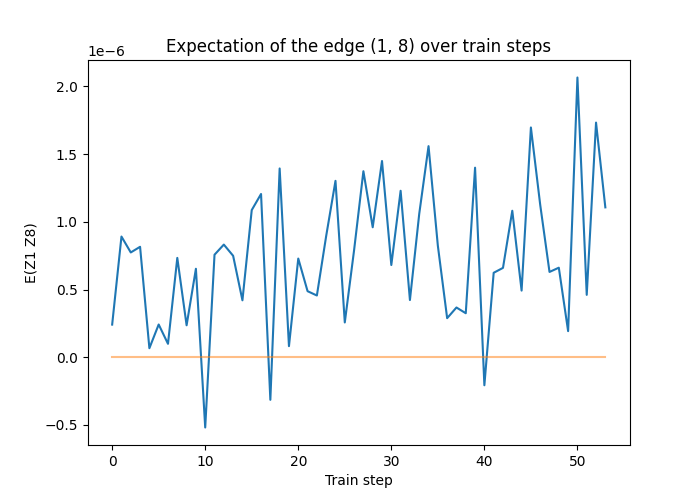 Expectation of the edge (1, 8) over train steps
1e−6
2.0
1.5
1.0
0.5
0.0
−0.5
E(Z1 Z8)
0 10 20 30 40 50
Train step